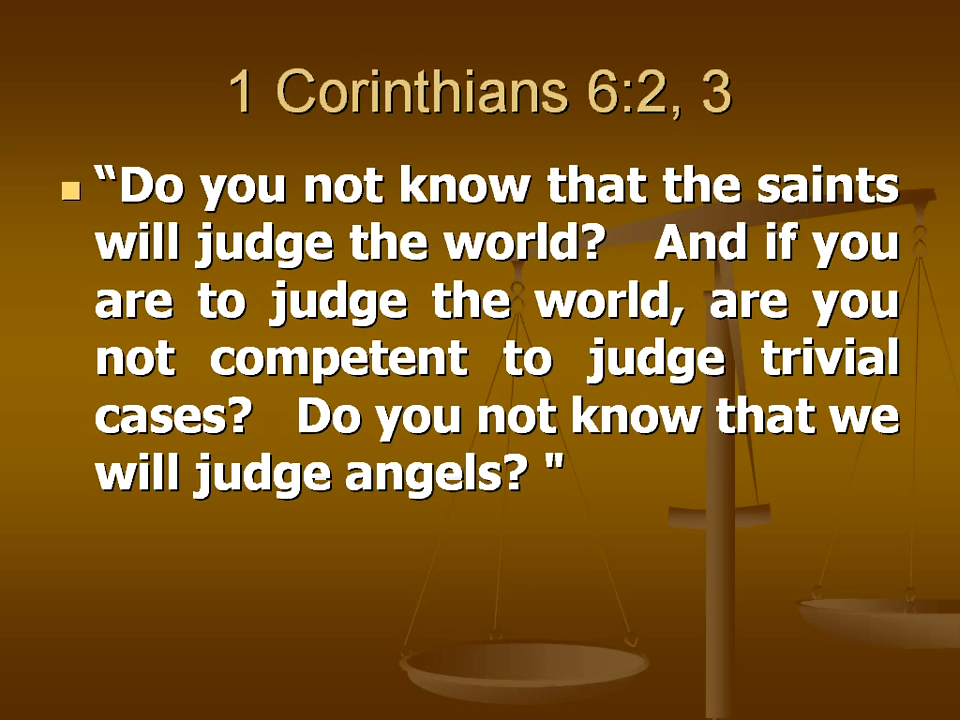 1 Corinthians 6:2, 3
“Do you not know that the saints
will judge the world? And if you
are to judge the world, are you
not competent to judge trivial
cases? Do you not know that we
will judge angels? "